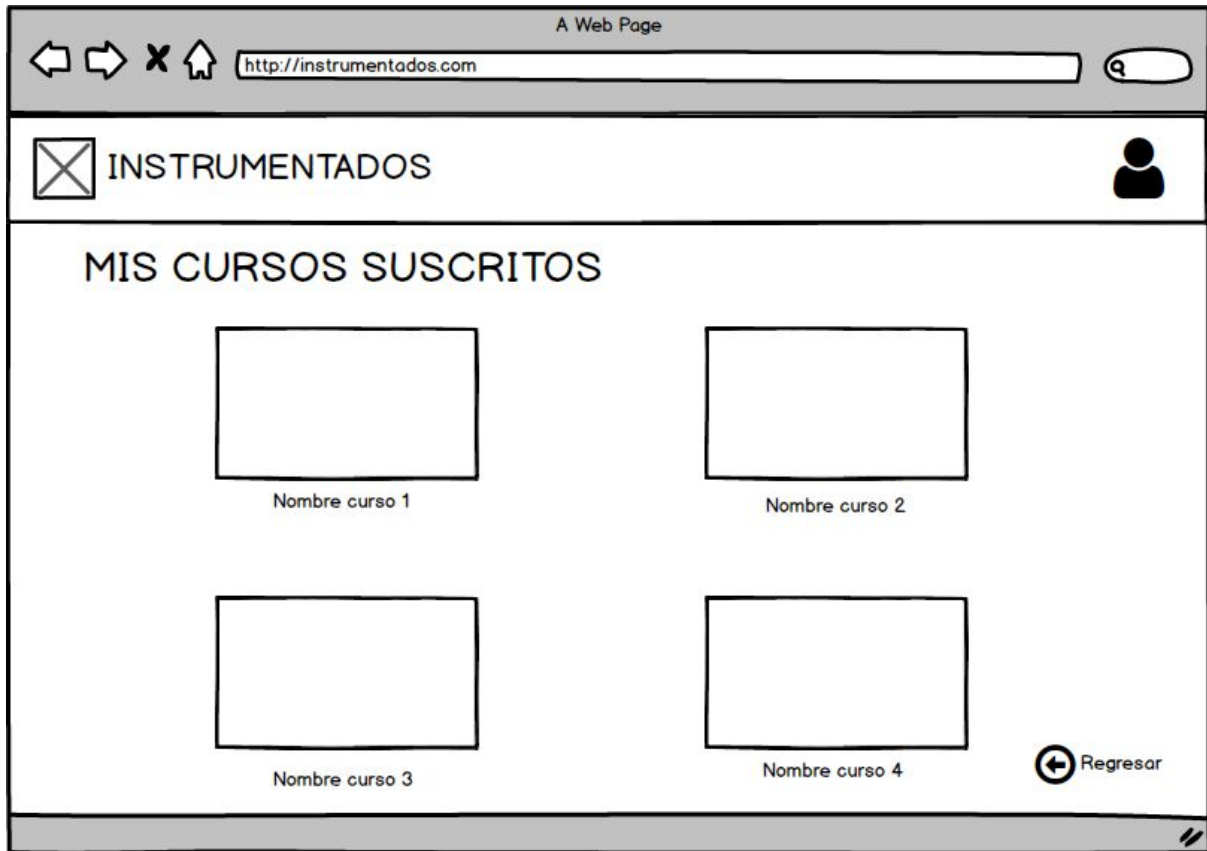 A Web Page
http://instrumentados.com
INSTRUMENTADOS
MIS CURSOS SUSCRITOS
Nombre curso 1
Nombre curso 2
Nombre curso 3
Nombre curso 4
Regresar